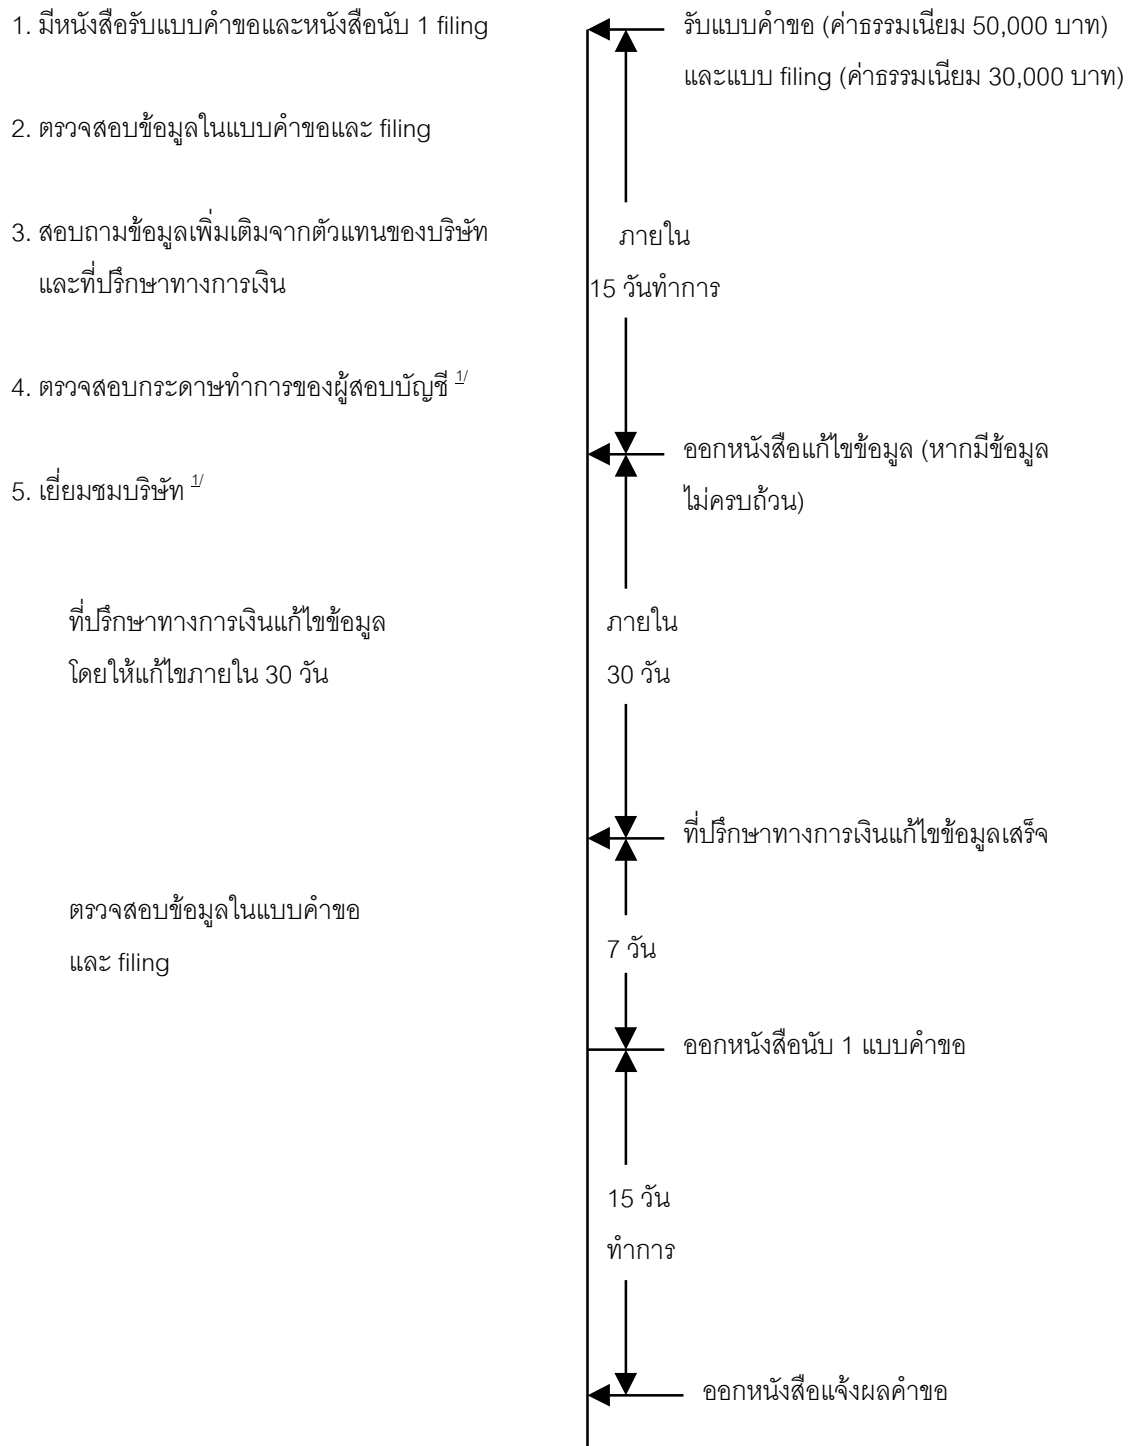 1. มีหนังสือรับแบบคำขอและหนังสือนับ 1 filing
รับแบบคำขอ (ค่าธรรมเนียม 50,000 บาท)
และแบบ filing (ค่าธรรมเนียม 30,000 บาท)
2. ตรวจสอบข้อมูลในแบบคำขอและ filing
3. สอบถามข้อมูลเพิ่มเติมจากตัวแทนของบริษัท
และที่ปรึกษาทางการเงิน
ภายใน
15 วันทำการ
4. ตรวจสอบกระดาษทำการของผู้สอบบัญชี 1/
ออกหนังสือแก้ไขข้อมูล (หากมีข้อมูล
ไม่ครบถ้วน)
5. เยี่ยมชมบริษัท 1/
ที่ปรึกษาทางการเงินแก้ไขข้อมูล
โดยให้แก้ไขภายใน 30 วัน
ภายใน
30 วัน
ที่ปรึกษาทางการเงินแก้ไขข้อมูลเสร็จ
ตรวจสอบข้อมูลในแบบคำขอ
และ filing
7 วัน
ออกหนังสือนับ 1 แบบคำขอ
15 วัน
ทำการ
ออกหนังสือแจ้งผลคำขอ